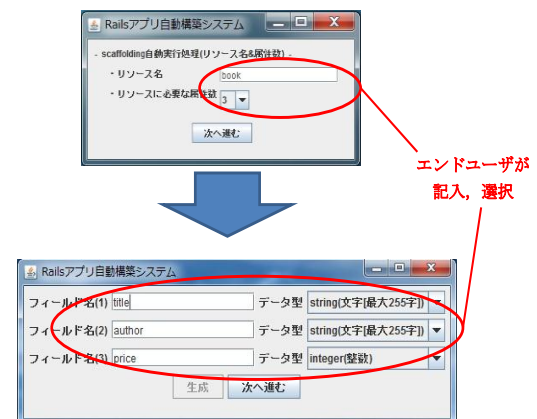 Railsアプリ自動構築システム
- scaffolding自動実行処理(リソース名&属性数) -
・リソース名 book
・リソースに必要な属性数 3
次へ進む
エンドユーザが
記入，選択
Railsアプリ自動構築システム
フィールド名(1) title データ型 string(文字[最大255字])
フィールド名(2) author データ型 string(文字[最大255字])
フィールド名(3) price データ型 integer(整数)
生成 次へ進む